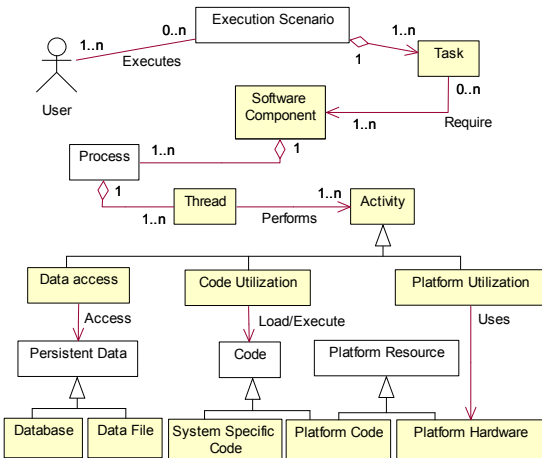 Execution Scenario
0..n
1..n
1..n
1
Executes
Task
User
0..n
Software
Component
1..n
Require
1
Process
1..n
1
1..n
Thread
1..n
Performs
Activity
Data access
Code Utilization
Platform Utilization
Access
Load/Execute
Uses
Persistent Data
Code
Platform Resource
Database
Data File
System Specific
Code
Platform Code
Platform Hardware